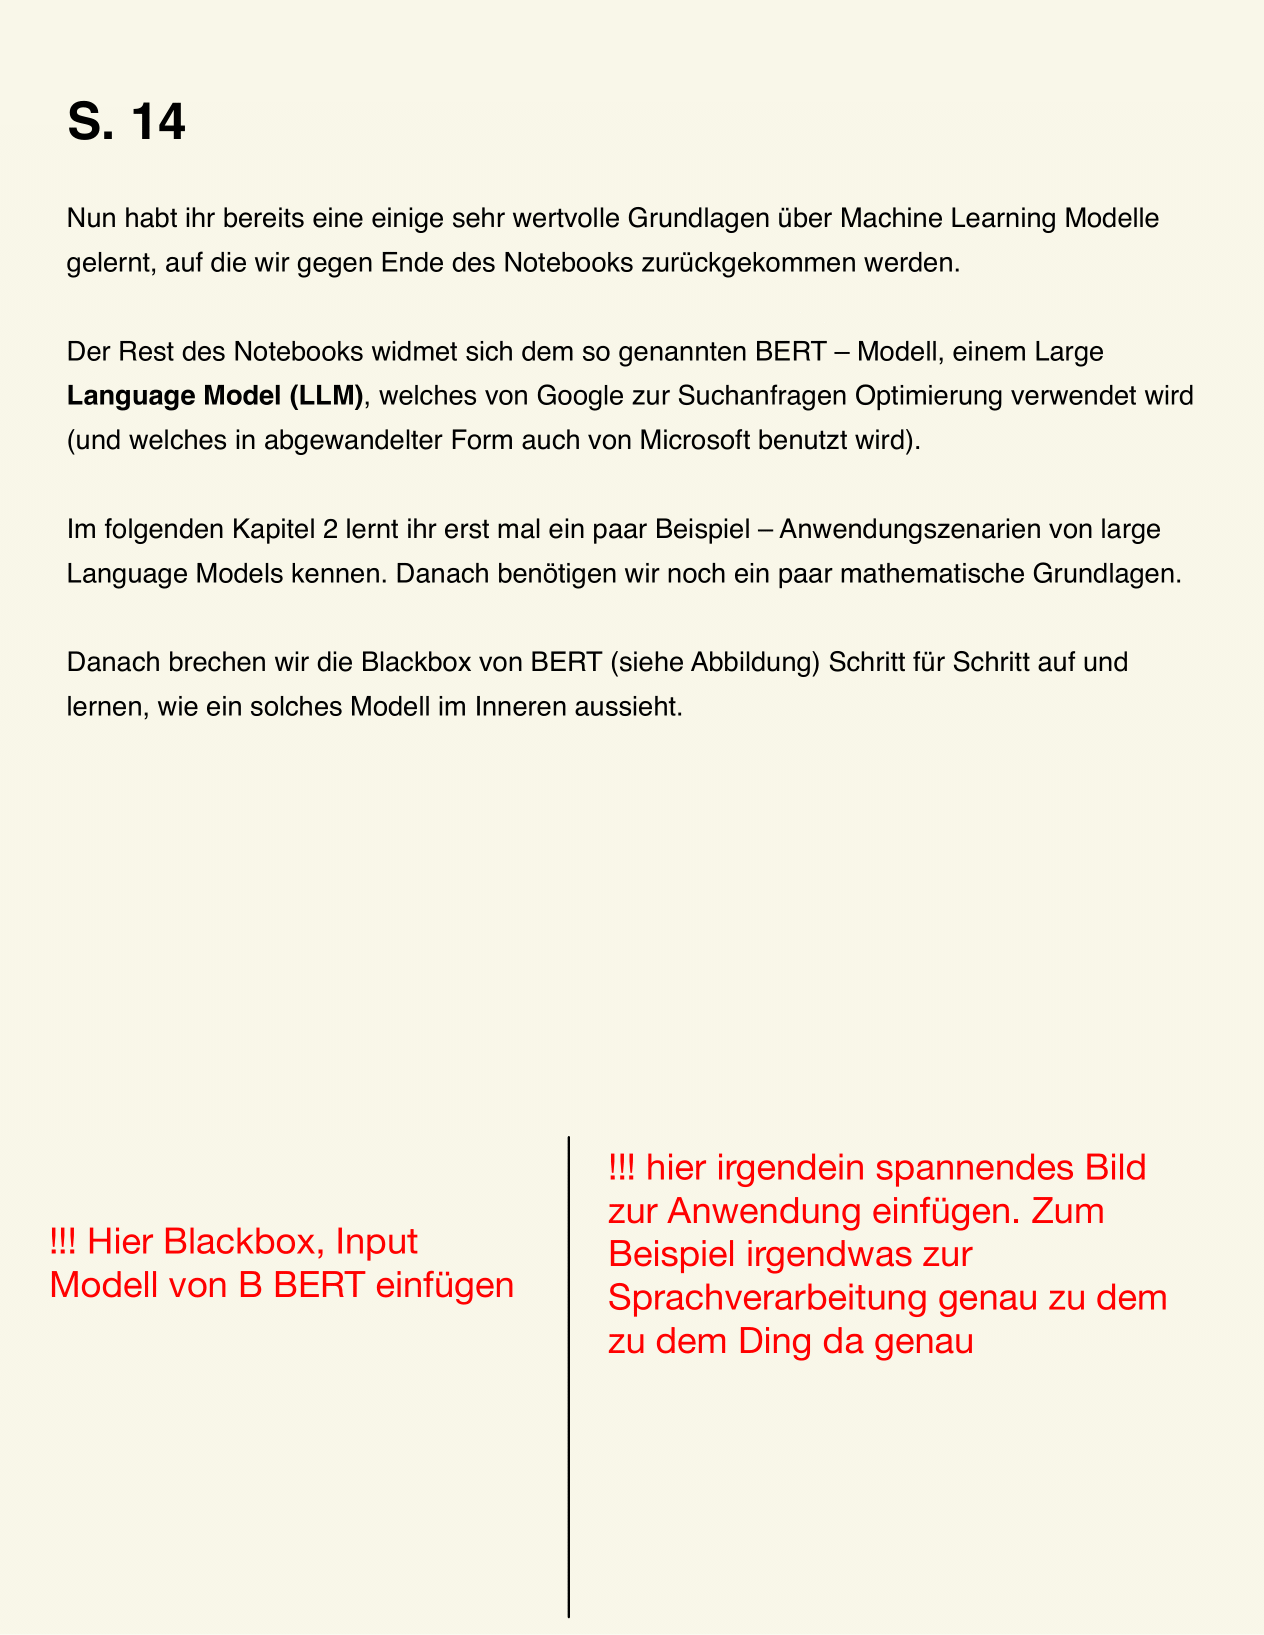 S. 14
Nun habt ihr bereits eine einige sehr wertvolle Grundlagen über Machine Learning Modelle
gelernt, auf die wir gegen Ende des Notebooks zurückgekommen werden.
Der Rest des Notebooks widmet sich dem so genannten BERT – Modell, einem Large
Language Model (LLM), welches von Google zur Suchanfragen Optimierung verwendet wird
(und welches in abgewandelter Form auch von Microsoft benutzt wird).
Im folgenden Kapitel 2 lernt ihr erst mal ein paar Beispiel – Anwendungszenarien von large
Language Models kennen. Danach benötigen wir noch ein paar mathematische Grundlagen.
Danach brechen wir die Blackbox von BERT (siehe Abbildung) Schritt für Schritt auf und
lernen, wie ein solches Modell im Inneren aussieht.
!!! Hier Blackbox, Input
Modell von B BERT einfügen
!!! hier irgendein spannendes Bild
zur Anwendung einfügen. Zum
Beispiel irgendwas zur
Sprachverarbeitung genau zu dem
zu dem Ding da genau